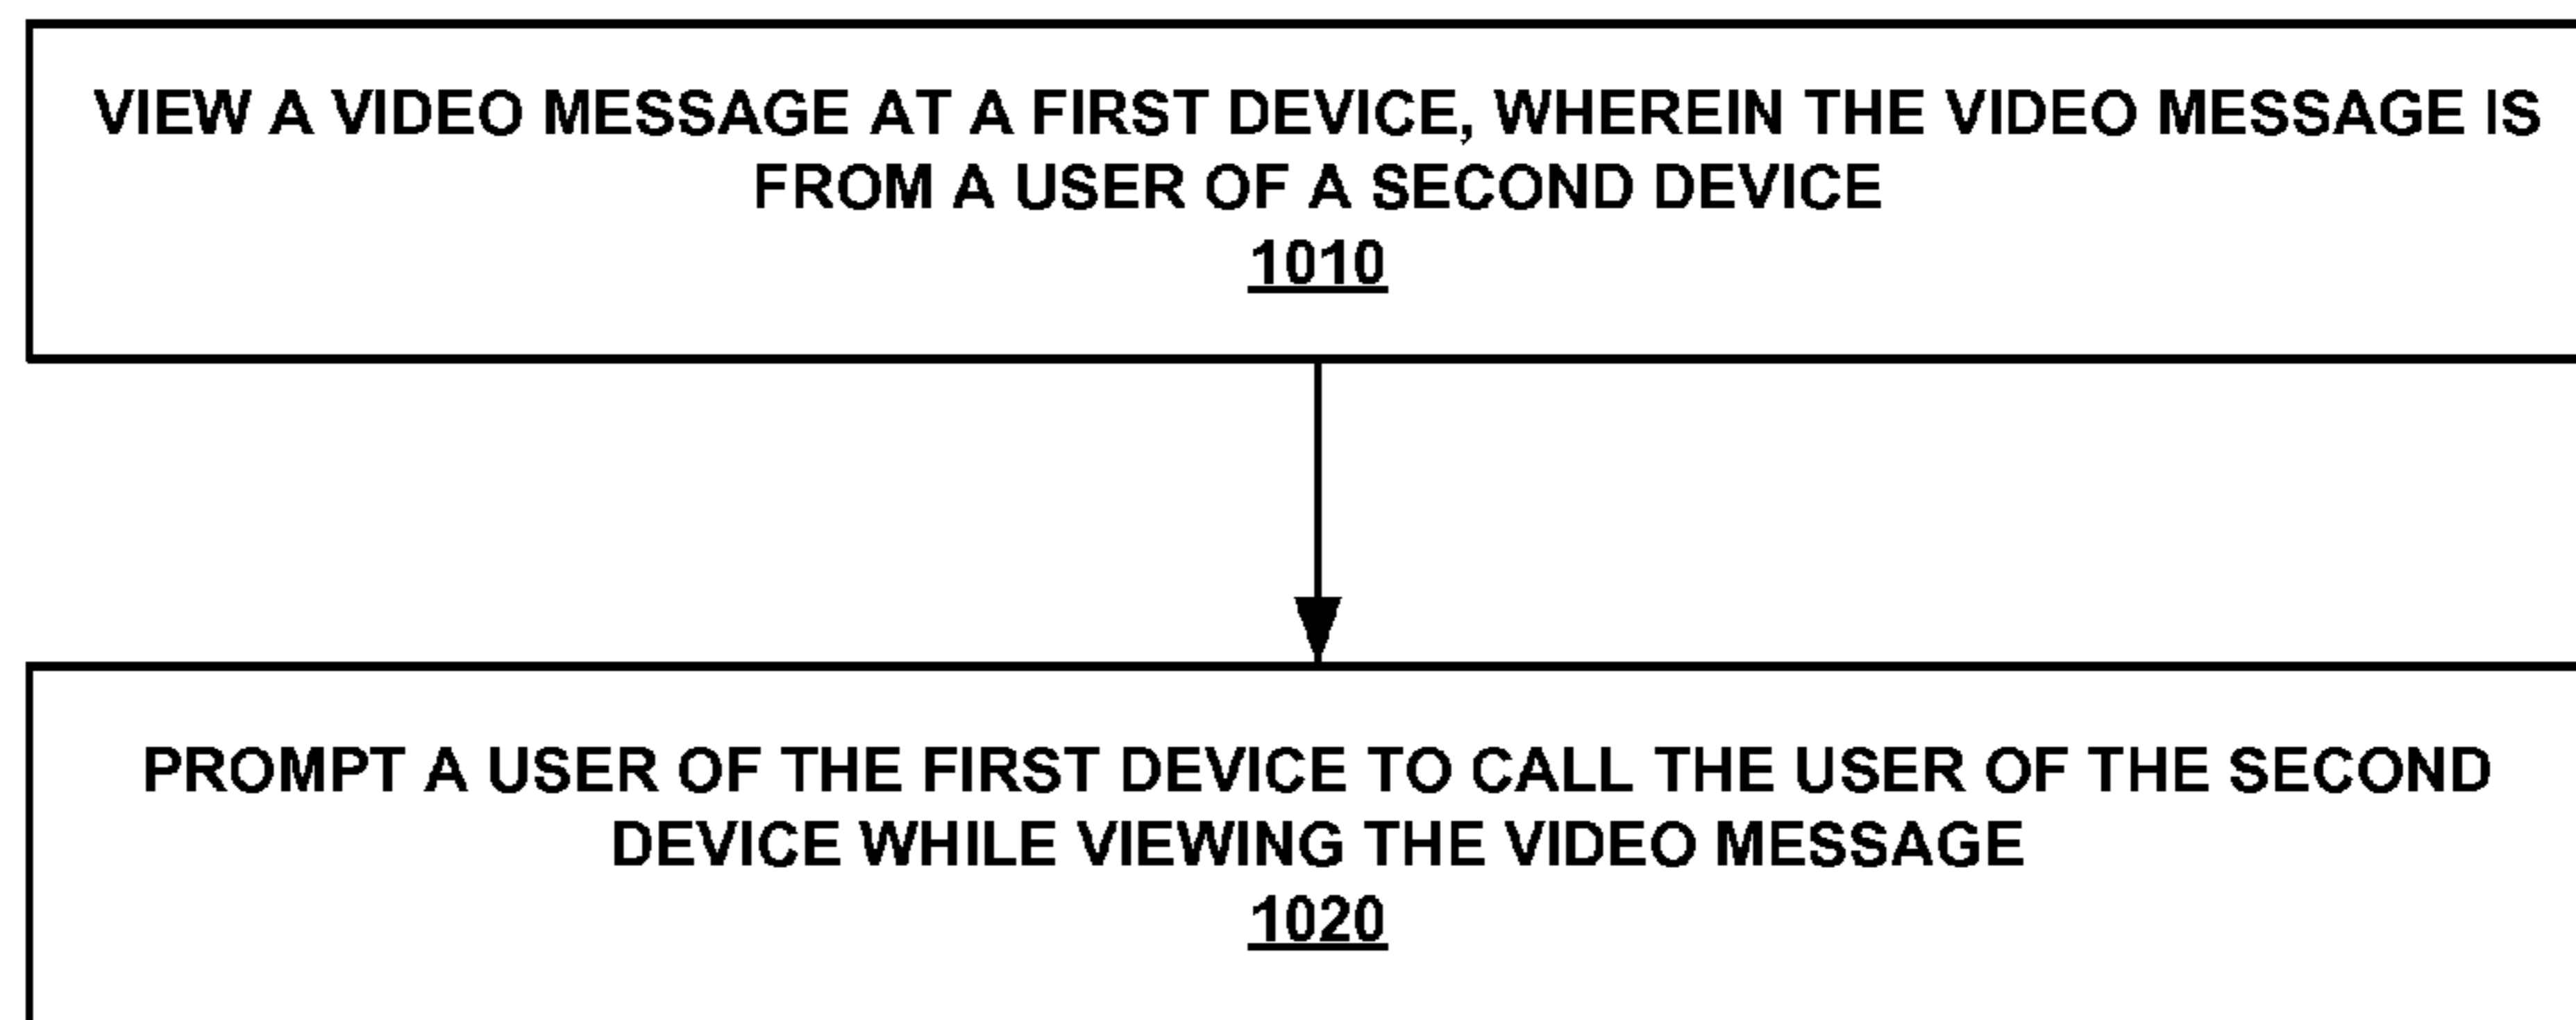 VIEW A VIDEO MESSAGE AT A FIRST DEVICE, WHEREIN THE VIDEO MESSAGE IS
FROM A USER OF A SECOND DEVICE
1010
PROMPT A USER OF THE FIRST DEVICE TO CALL THE USER OF THE SECOND
DEVICE WHILE VIEWING THE VIDEO MESSAGE
1020